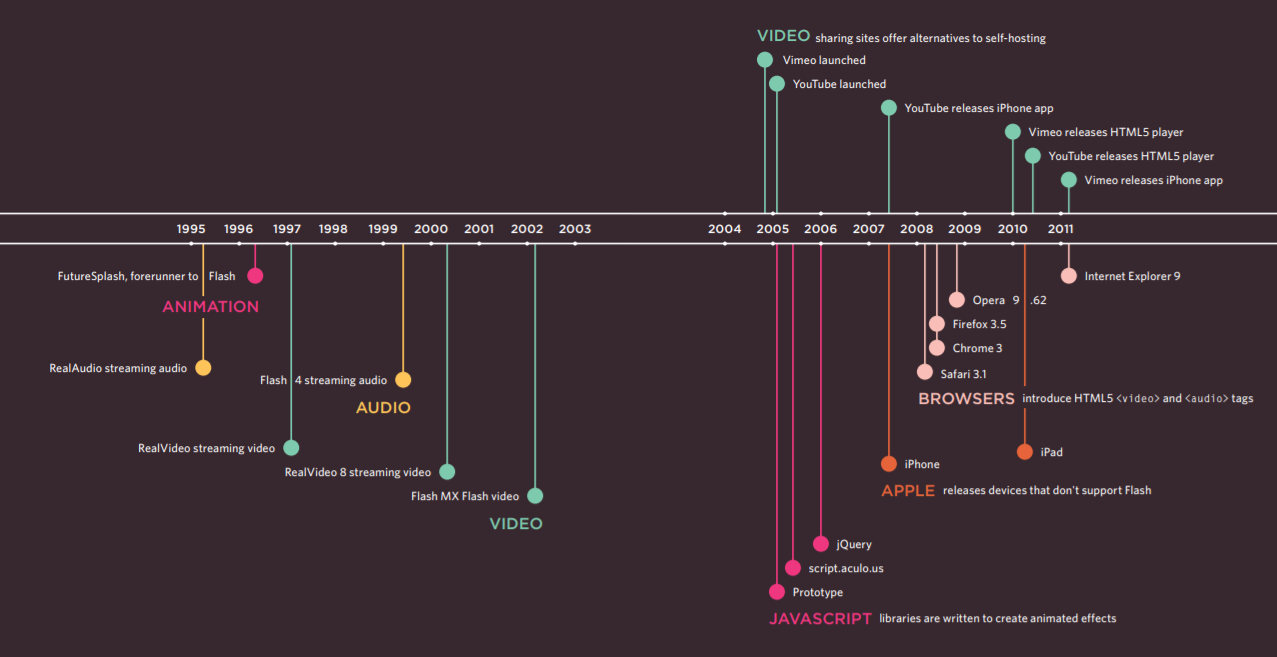 VIDEO sharing sites offer alternatives to self-hosting
Vimeo launched
YouTube launched
YouTube releases iPhone app
Vimeo releases HTML5 player
YouTube releases HTML5 player
Vimeo releases iPhone app
1995 1996 1997 1998 1999 2000 2001 2002 2003 2004 2005 2006 2007 2008 2009 2010 2011
FutureSplash, forerunner to Flash
ANIMATION
RealAudio streaming audio
Flash 4 streaming audio
AUDIO
RealVideo streaming video
RealVideo 8 streaming video
Flash MX Flash video
VIDEO
Internet Explorer 9
Opera 9 .62
Firefox 3.5
Chrome 3
Safari 3.1
BROWSERS introduce HTML5 <video> and <audio> tags
iPad
iPhone
APPLE releases devices that don't support Flash
jQuery
script.aculo.us
Prototype
JAVASCRIPT libraries are written to create animated effects